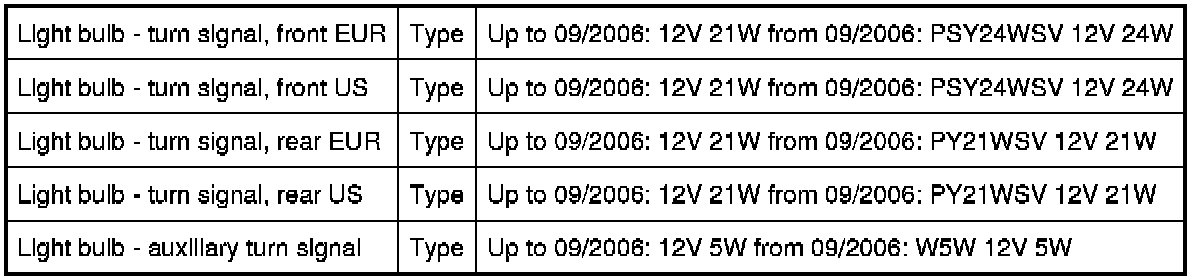 Light bulb - turn signal, front EUR Type Up to 09/2006: 12V 21W from 09/2006: PSY24WSV 12V 24W
Light bulb - turn signal, front US Type Up to 09/2006: 12V 21W from 09/2006: PSY24WSV 12V 24W
Light bulb - turn signal, rear EUR Type Up to 09/2006: 12V 21W from 09/2006: PY21WSV 12V 21W
Light bulb - turn signal, rear US Type Up to 09/2006: 12V 21W from 09/2006: PY21WSV 12V 21W
Light bulb - auxiliary turn signal Type Up to 09/2006: 12V 5W from 09/2006: W5W 12V 5W